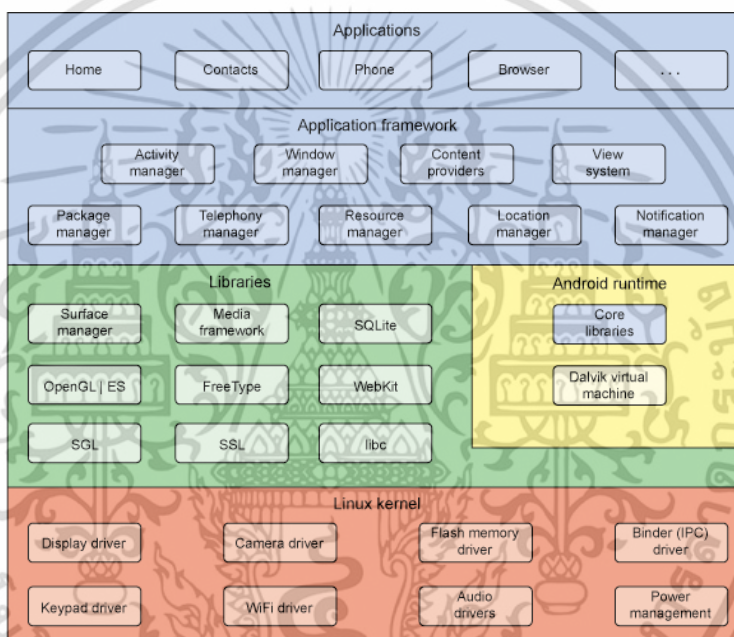 Applications
Home
Contacts
Phone
Browser
. . .
Application framework
Activity
manager
Window
manager
Content
providers
View
system
Package
manager
Telephony
manager
Resource
manager
Location
manager
Notification
manager
Libraries
Surface
manager
Media
framework
SQLite
OpenGL | ES
FreeType
WebKit
SGL
SSL
libc
Android runtime
Core
libraries
Dalvik virtual
machine
Linux kernel
Display driver
Camera driver
Flash memory
driver
Binder (IPC)
driver
Keypad driver
WiFi driver
Audio
drivers
Power
management